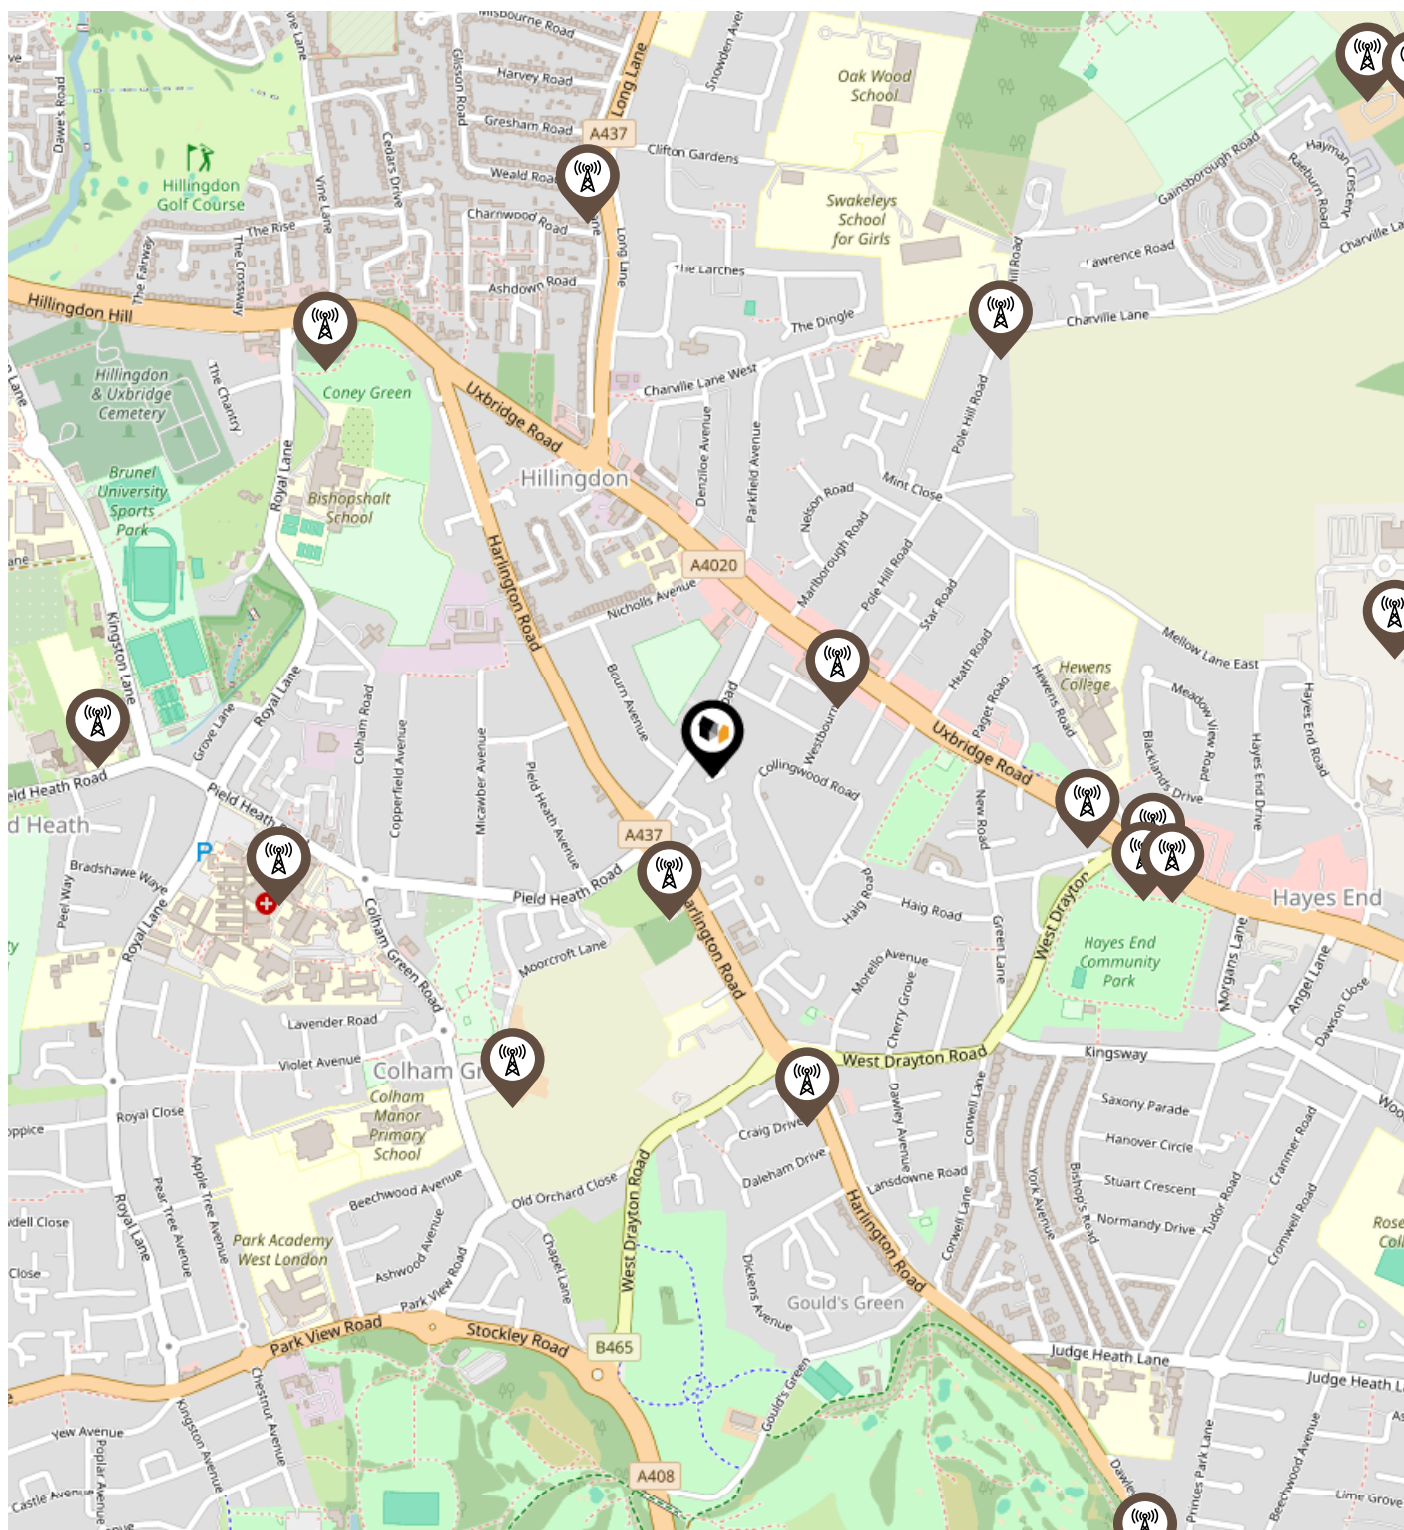 Misbourne Road
Dawe's Road
Vine Lane
Glisson Road
Harvey Road
Long Lane
Snowden Aven
Oak Wood
School
A437
Gresham Road
Cedars Drive
Clifton Gardens
Hillingdon
Golf Course
Weald Road
Vine Lane
Gainsborough Road
Hayman Crescent
Raeburn Road
Swakeleys
School
for Girls
Charnwood Road
The Rise
The Fairway
The Crossway
Long Lane
Lawrence Road
Charville La
The Larches
Ashdown Road
Hillingdon Hill
The Dingle
Charville Lane
Hillingdon
& Uxbridge
Cemetery
The Chantry
Coney Green
Uxbridge Road
Charville Lane West
Pole Hill Road
Denziloe Avenue
Parkfield Avenue
Brunel
University
Sports
Park
Royal Lane
Bishopshalt
School
Hillingdon
Mint Close
Nelson Road
Marlborough Road
Harlington Road
A4020
Pole Hill Road
Star Road
Nicholls Avenue
Kingston Lane
Mellow Lane East
Heath Road
Hewens
College
Hewens Road
Bourn Avenue
Royal Lane
Grove Lane
Colham Road
Copperfield Avenue
Micawber Avenue
Paget Road
Meadow View Road
Hayes End Road
Uxbridge Road
Blacklands Drive
Hayes End Drive
Collingwood Road
Pield Heath Avenue
New Road
d Heath
A437
Bradshawe Waye
Peel Way
Royal Lane
Pield Heath Road
Haig Road
Haig Road
West Drayton
Hayes End
Colham Green Road
Green Lane
Hayes End
Community
Park
Moorcroft Lane
Harlington Road
Morello Avenue
Cherry Grove
Morgans Lane
Angel Lane
Dawson Close
Lavender Road
Violet Avenue
West Drayton Road
Kingsway
Colham Gr
Colham
Manor
Primary
School
Royal Close
Craig Drive
Daleham Drive
Dawley Avenue
Corwell Lane
Saxony Parade
Hanover Circle
Cranmer Road
Apple Tree Avenue
Pear Tree Avenue
Beechwood Avenue
Old Orchard Close
West Drayton Road
Lansdowne Road
York Avenue
Bishop's Road
Stuart Crescent
Tudor Road
Normandy Drive
Royal Lane
Park Academy
West London
Ashwood Avenue
Park View Road
Chapel Lane
Harlington Road
Corwell Lane
Cromwell Road
Close
Dickens Avenue
Gould's Green
Park View Road
Stockley Road
B465
Judge Heath Lane
Judge Heath L
Chestnut Avenue
Kingston Avenue
Gould's Green
Yew Avenue
Poplar Avenue
Castle Avenue
A408
Dawley
Princes Park Lane
Beechwood Avenue
Lime Grove